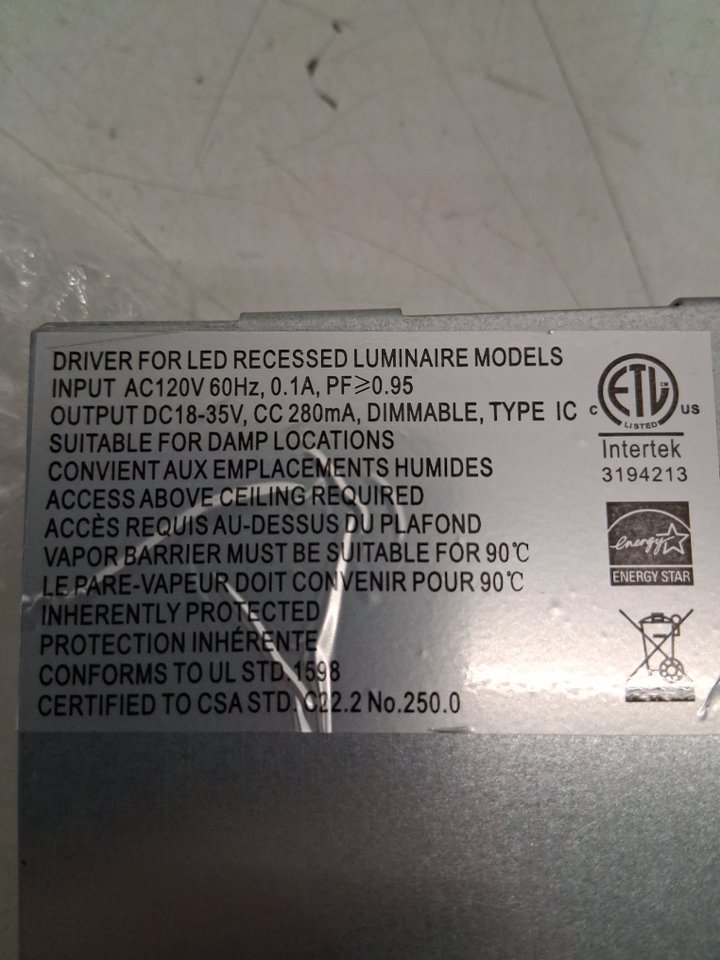 DRIVER FOR LED RECESSED LUMINAIRE MODELS
INPUT AC120V 60Hz, 0.1A, PF⩾0.95
OUTPUT DC18-35V, CC 280mA, DIMMABLE, TYPE IC
SUITABLE FOR DAMP LOCATIONS
CONVIENT AUX EMPLACEMENTS HUMIDES
ACCESS ABOVE CEILING REQUIRED
ACCÈS REQUIS AU-DESSUS DU PLAFOND
VAPOR BARRIER MUST BE SUITABLE FOR 90℃
LE PARE-VAPEUR DOIT CONVENIR POUR 90℃
INHERENTLY PROTECTED
PROTECTION INHÉRENTE
CONFORMS TO UL STD.1598
CERTIFIED TO CSA STD. C22.2 No.250.0
ETL CM
C US
LISTED
Intertek
3194213
energy
ENERGY STAR